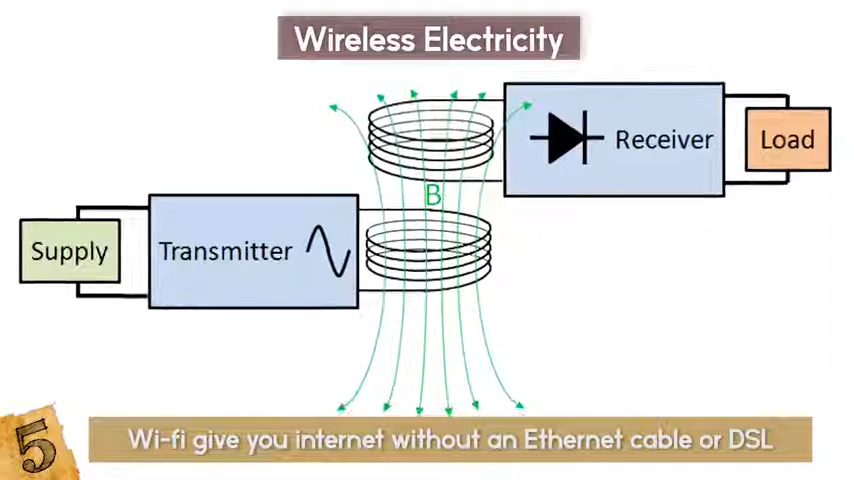 Wireless Electricity
Receiver
Load
B
Supply
Transmitter
5
Wi-fi give you internet without an Ethernet cable or DSL